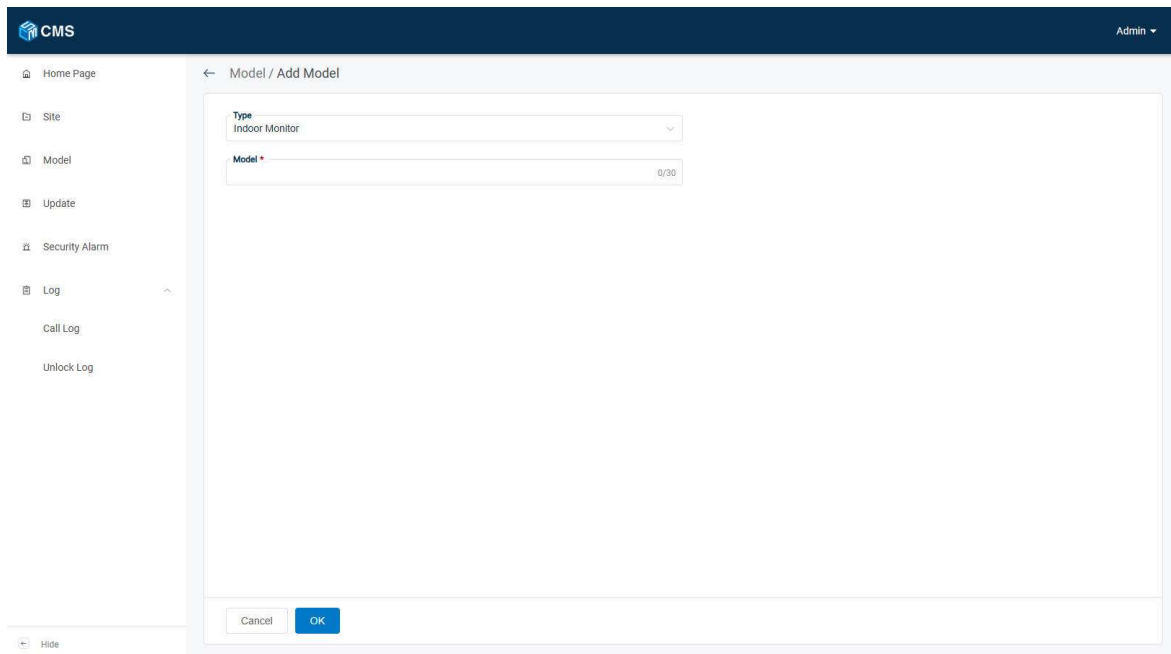 CMS
Admin
Home Page
Site
Model
Update
Security Alarm
Log
Call Log
Unlock Log
Hide
Model / Add Model
Type
Indoor Monitor
Model *
0/30
Cancel
OK